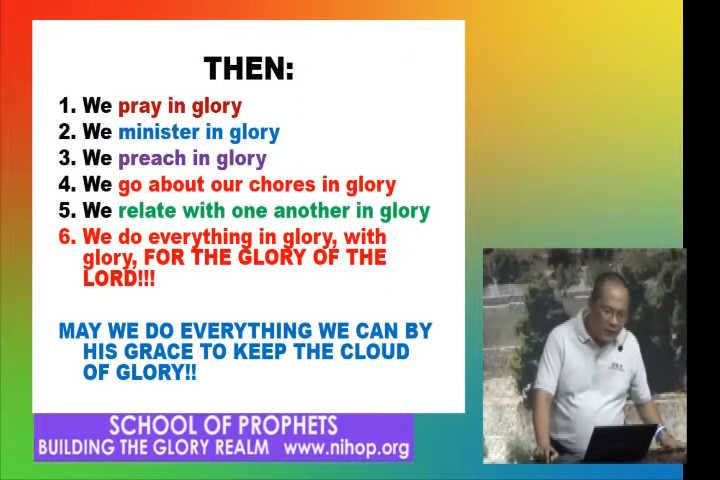 THEN:
1. We pray in glory
2. We minister in glory
3. We preach in glory
4. We go about our chores in glory
5. We relate with one another in glory
6. We do everything in glory, with
glory, FOR THE GLORY OF THE
LORD!!!
MAY WE DO EVERYTHING WE CAN BY
HIS GRACE TO KEEP THE CLOUD
OF GLORY!!
SCHOOL OF PROPHETS
BUILDING THE GLORY REALM www.nihop.org